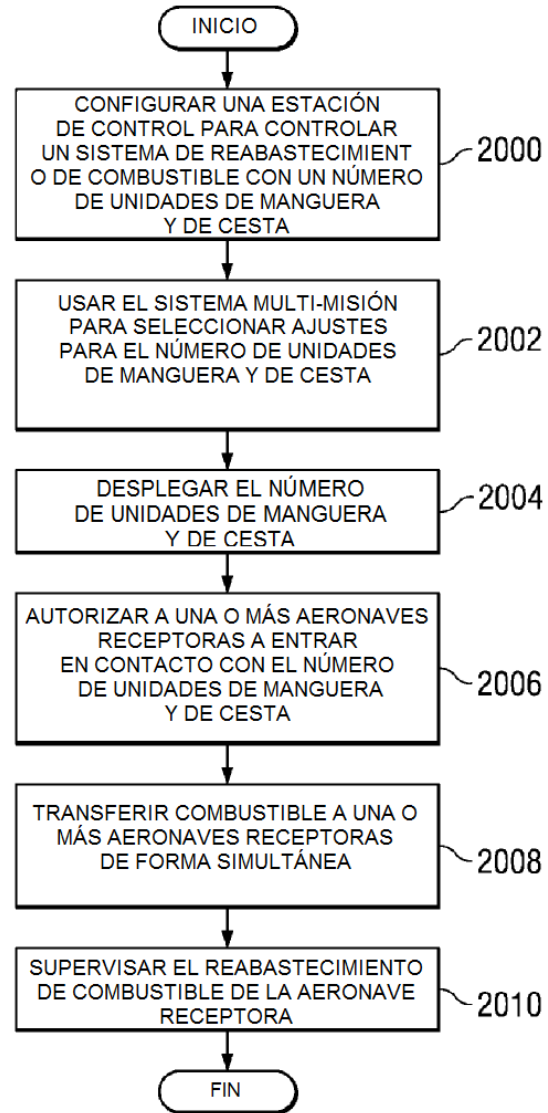 INICIO
CONFIGURAR UNA ESTACIÓN
DE CONTROL PARA CONTROLAR
UN SISTEMA DE REABASTECIMIENT
O DE COMBUSTIBLE CON UN NÚMERO
DE UNIDADES DE MANGUERA
Y DE CESTA
2000
USAR EL SISTEMA MULTI-MISIÓN
PARA SELECCIONAR AJUSTES
PARA EL NÚMERO DE UNIDADES
DE MANGUERA Y DE CESTA
2002
DESPLEGAR EL NÚMERO
DE UNIDADES DE MANGUERA
Y DE CESTA
2004
AUTORIZAR A UNA O MÁS AERONAVES
RECEPTORAS A ENTRAR
EN CONTACTO CON EL NÚMERO
DE UNIDADES DE MANGUERA
Y DE CESTA
2006
TRANSFERIR COMBUSTIBLE A UNA O
MÁS AERONAVES RECEPTORAS
DE FORMA SIMULTÁNEA
2008
SUPERVISAR EL REABASTECIMIENTO
DE COMBUSTIBLE DE LA AERONAVE
RECEPTORA
2010
FIN